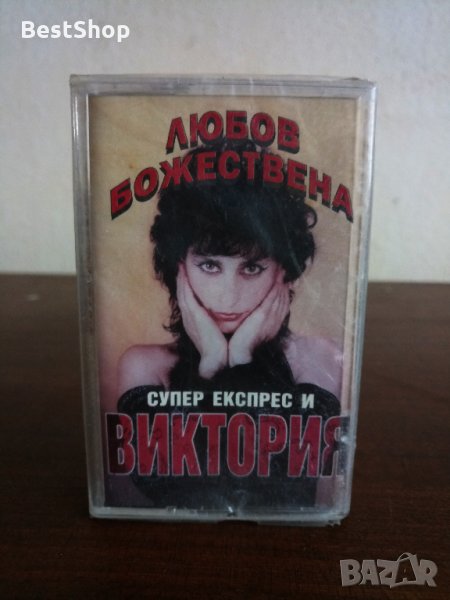 BestShop
ЛЮБОВ
БОЖЕСТВЕНА
СУПЕР ЕКСПРЕС И
ВИКТОРИЯ
BAZAR